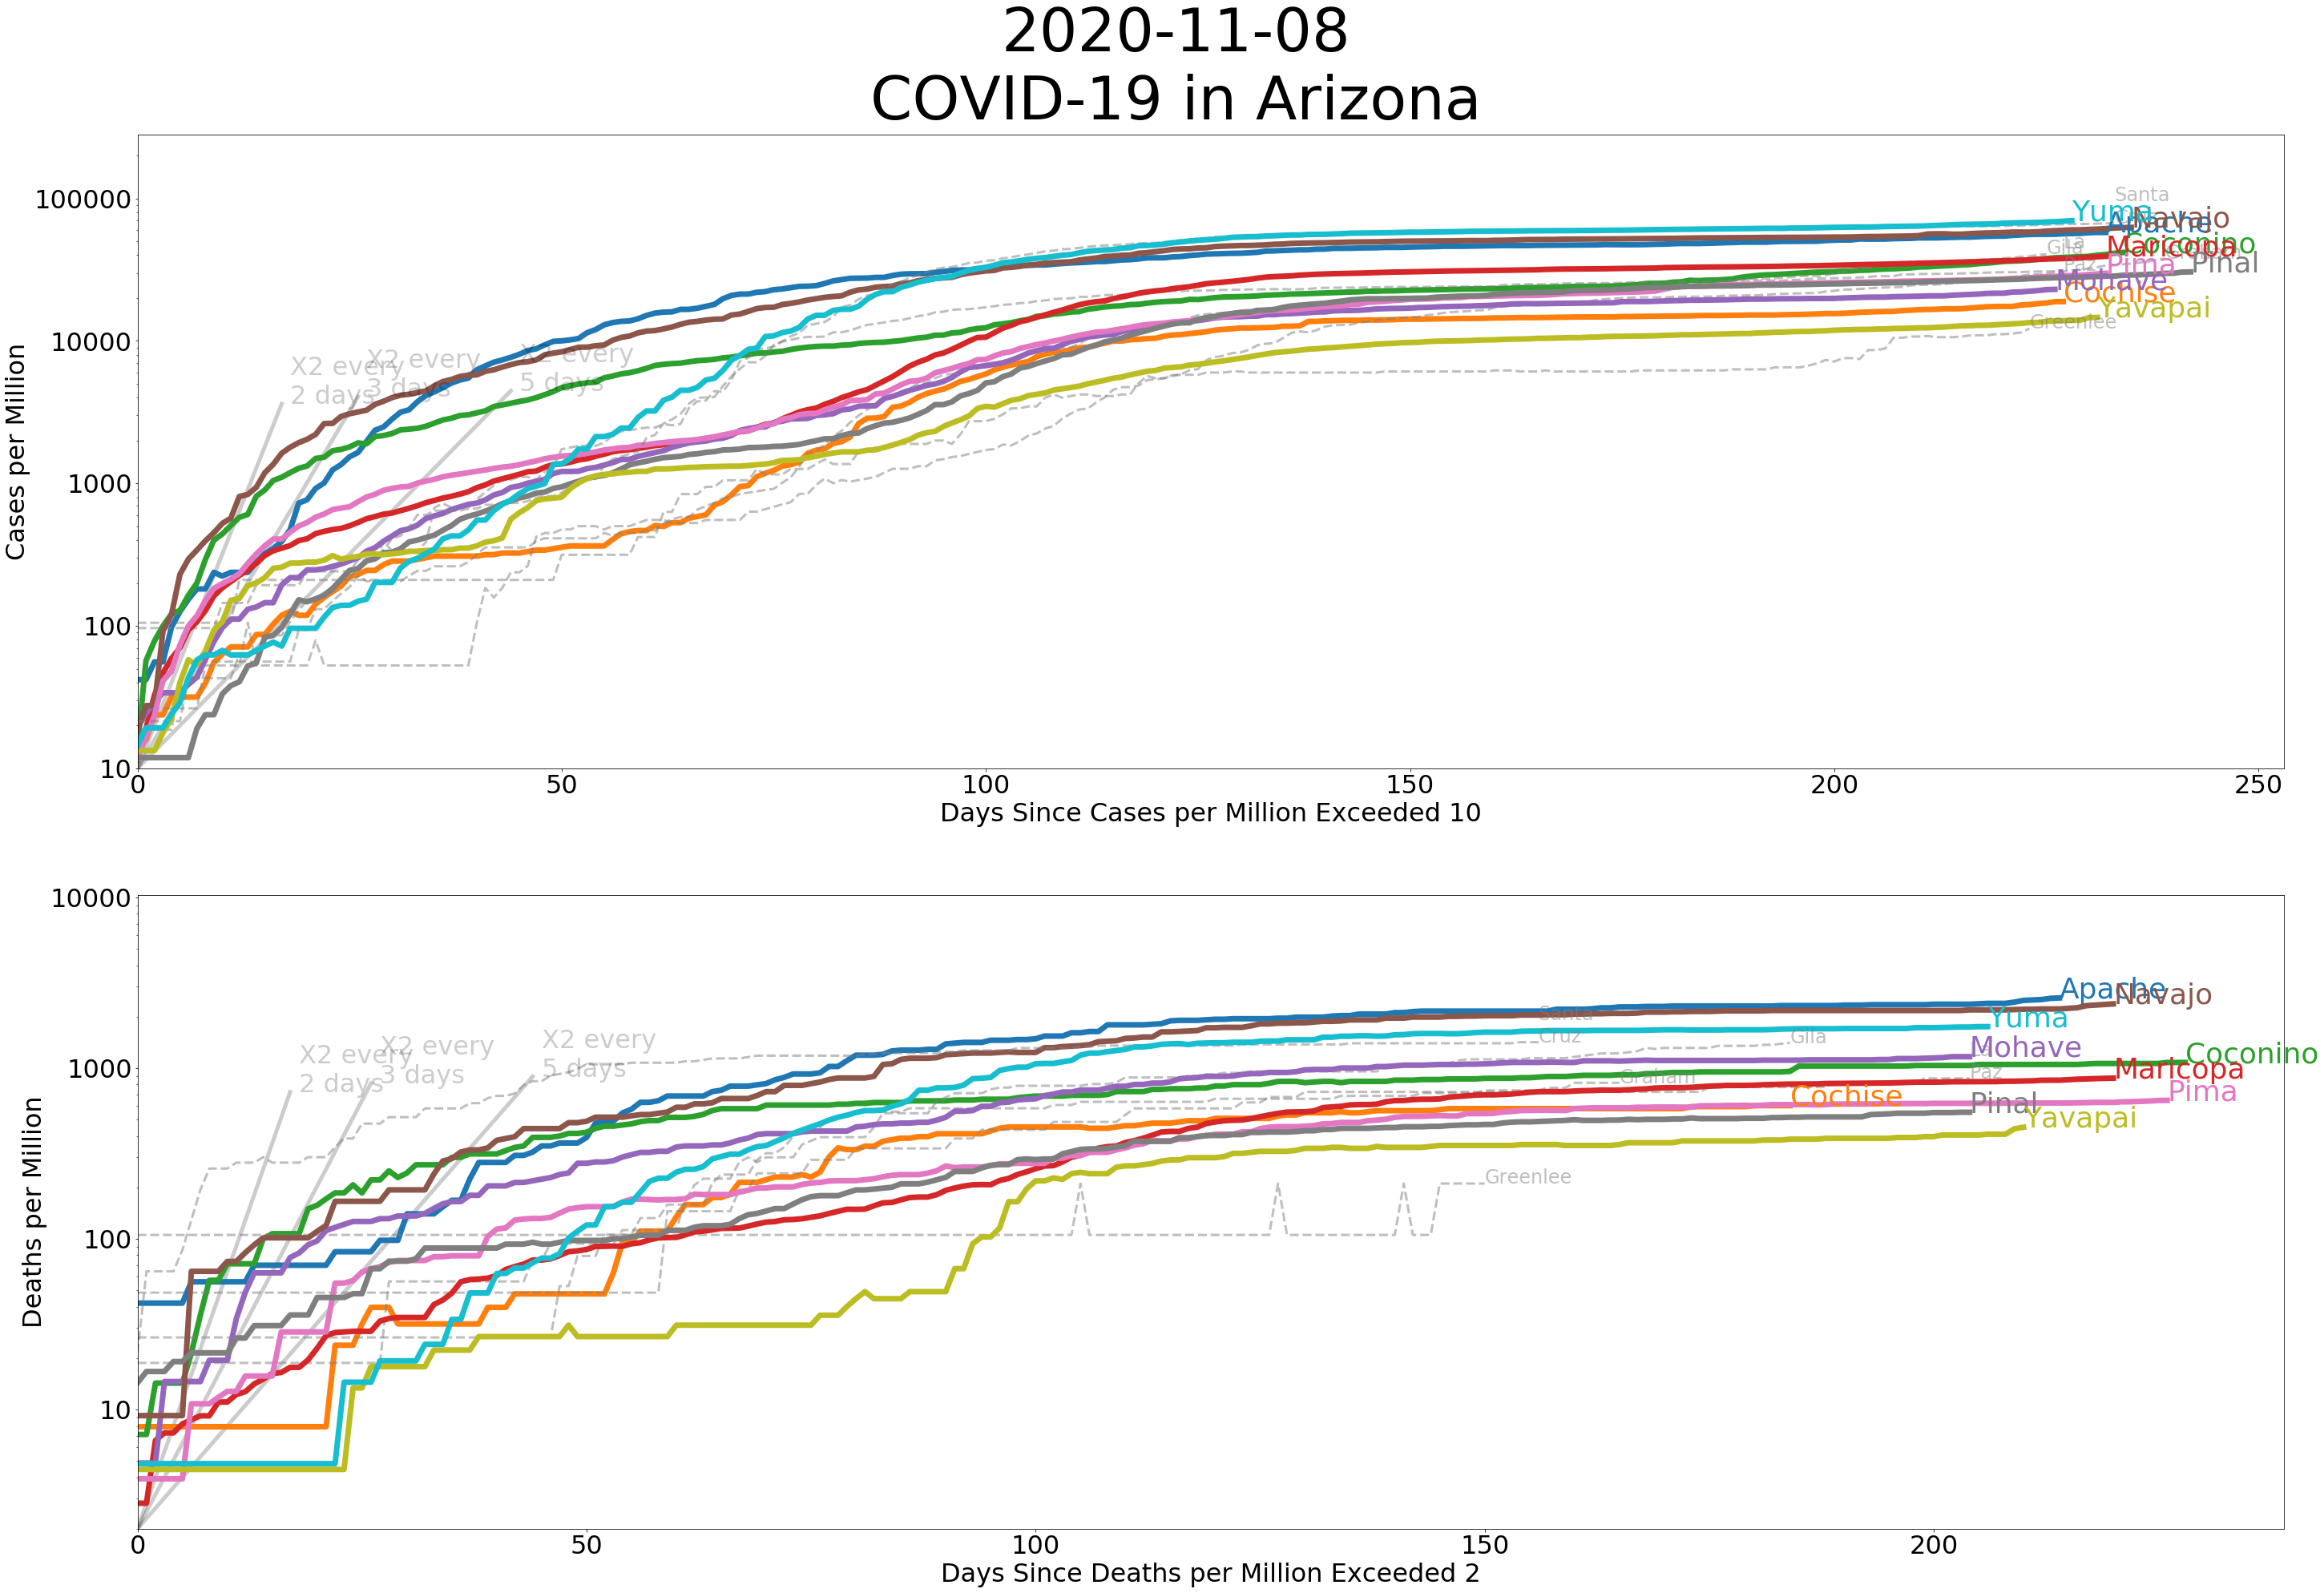 2020-11-08
COVID-19 in Arizona
100000
10000
1000
100
10
Cases per Million
X2 every
2 days
X2 every
3 days
X2 every
5 days
Santa
Yuma
Navajo
Apache
Coconino
La
Gila
Maricopa
Paz
Pima
Pinal
Mohave
Cochise
Yavapai
Greenlee
0
50
100
150
200
250
Days Since Cases per Million Exceeded 10
10000
1000
100
10
Deaths per Million
X2 every
2 days
X2 every
3 days
X2 every
5 days
Apache
Navajo
Santa
Cruz
Yuma
Gila
Mohave
La
Paz
Coconino
Maricopa
Graham
Cochise
Pima
Pinal
Yavapai
Greenlee
0
50
100
150
200
Days Since Deaths per Million Exceeded 2